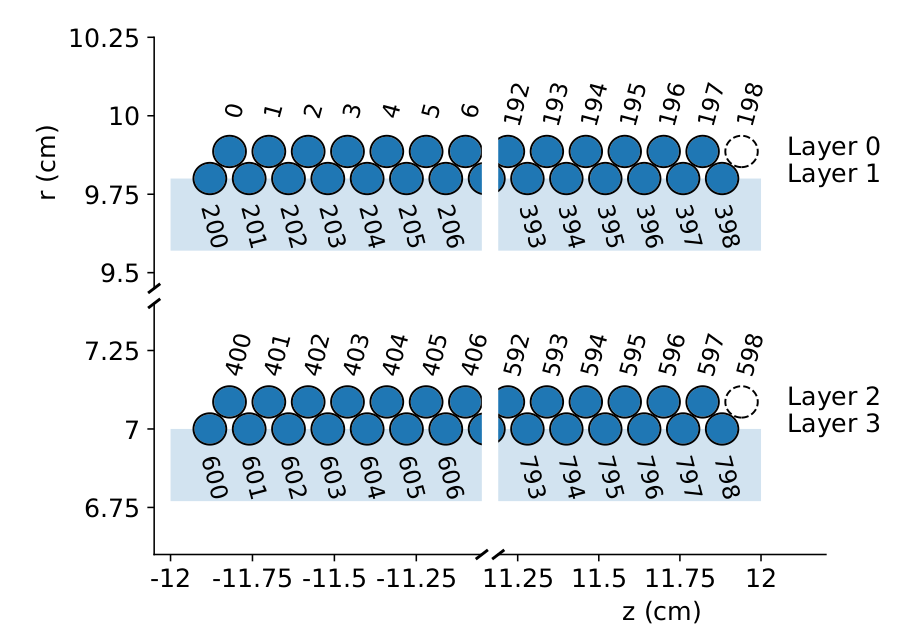 10.25
r (cm)
10
9.75
9.5
7.25
7
6.75
0 1 2 3 4 5 6 192 193 194 195 196 197 198
Layer 0
Layer 1
200 201 202 203 204 205 206 393 394 395 396 397 398
400 401 402 403 404 405 406 592 593 594 595 596 597 598
Layer 2
Layer 3
600 601 602 603 604 605 606 793 794 795 796 797 798
-12 -11.75 -11.5 -11.25 11.25 11.5 11.75 12
z (cm)